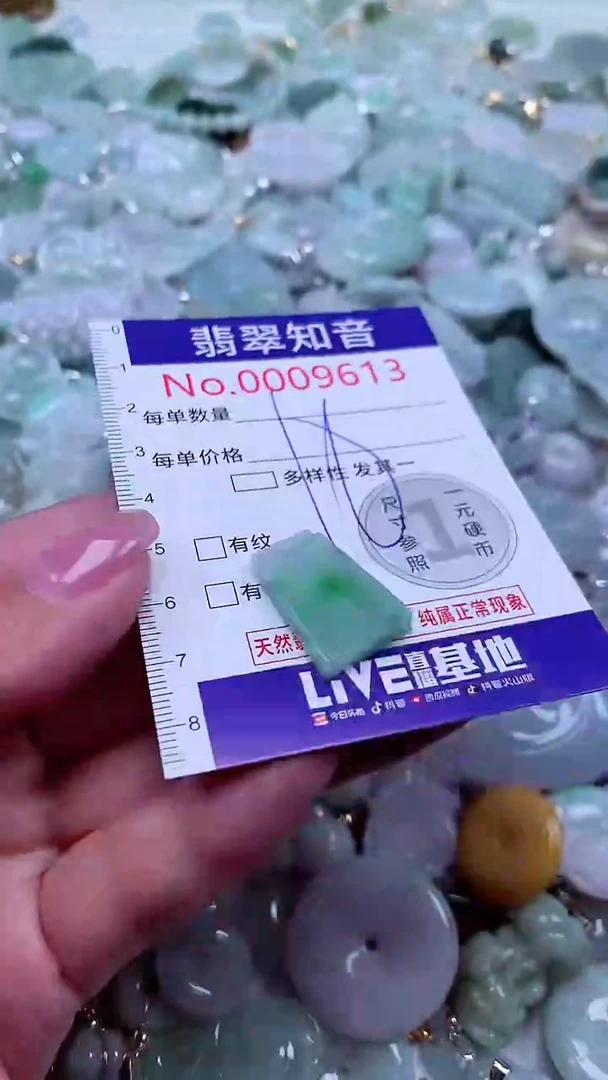 0
1
2
3
4
5
6
7
8
翡翠知音
No.0009613
每单数量
每单价格
多样性 发其一
有纹
有
尺寸参照
1
一元硬币
天然
纯属正常现象
LIVE直播基地
今日头条 抖音 西瓜视频 抖音火山版